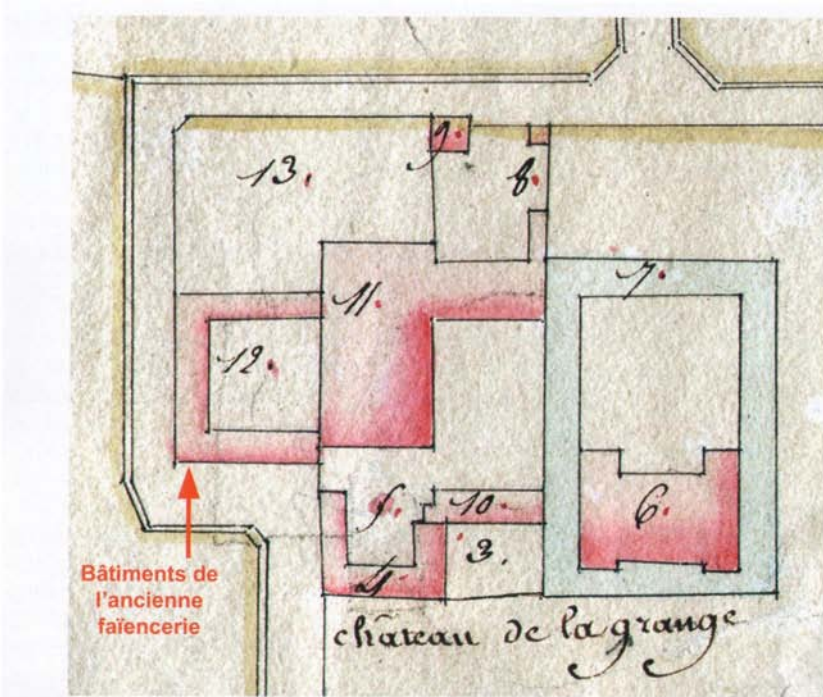 9.
13.
8.
7.
11.
12.
5.
10.
6.
3.
4.
Bâtiments de
l'ancienne
faïencerie
château de la grange